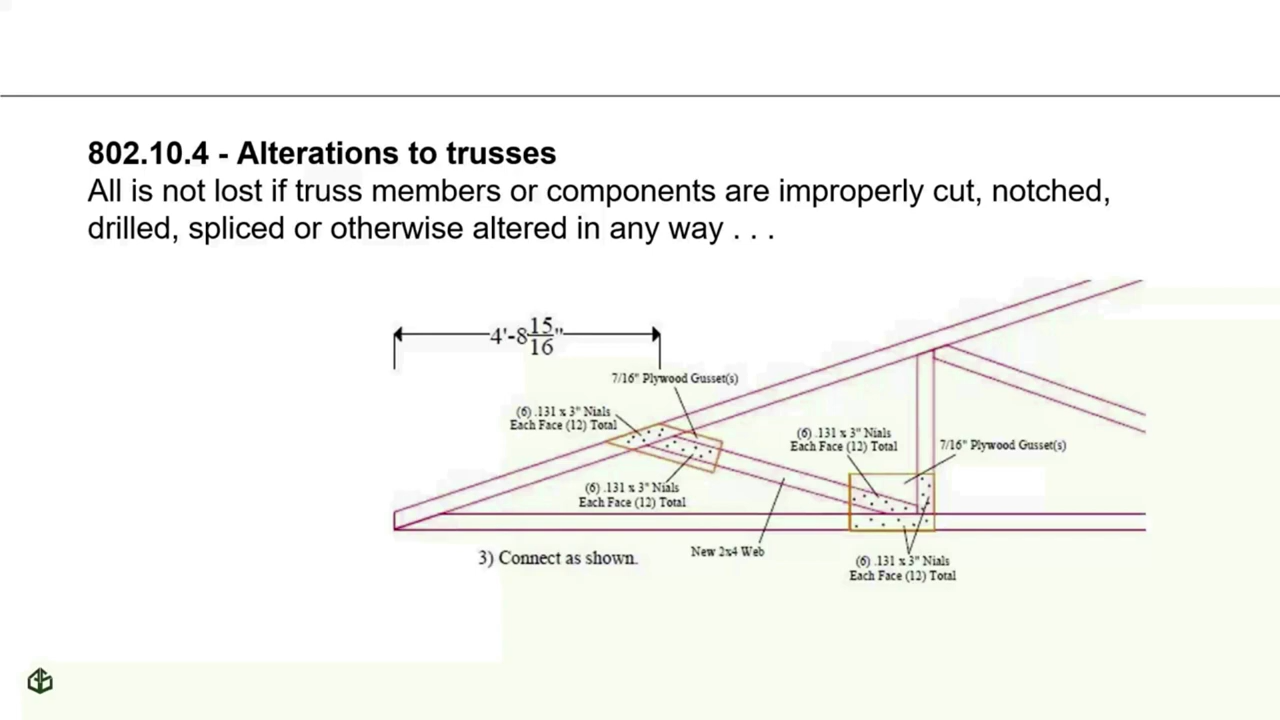 802.10.4 - Alterations to trusses
All is not lost if truss members or components are improperly cut, notched,
drilled, spliced or otherwise altered in any way . . .
4'-8 15/16"
7/16" Plywood Gusset(s)
(6) .131 x 3" Nials
Each Face (12) Total
(6) .131 x 3" Nials
Each Face (12) Total
7/16" Plywood Gusset(s)
(6) .131 x 3" Nials
Each Face (12) Total
New 2x4 Web
3) Connect as shown.
(6) .131 x 3" Nials
Each Face (12) Total